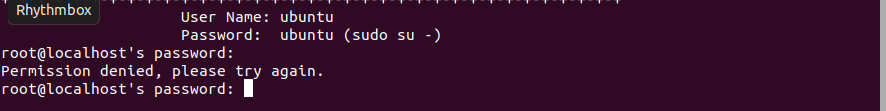 Rhythmbox
User Name: ubuntu
Password:  ubuntu (sudo su -)
root@localhost's password:
Permission denied, please try again.
root@localhost's password: